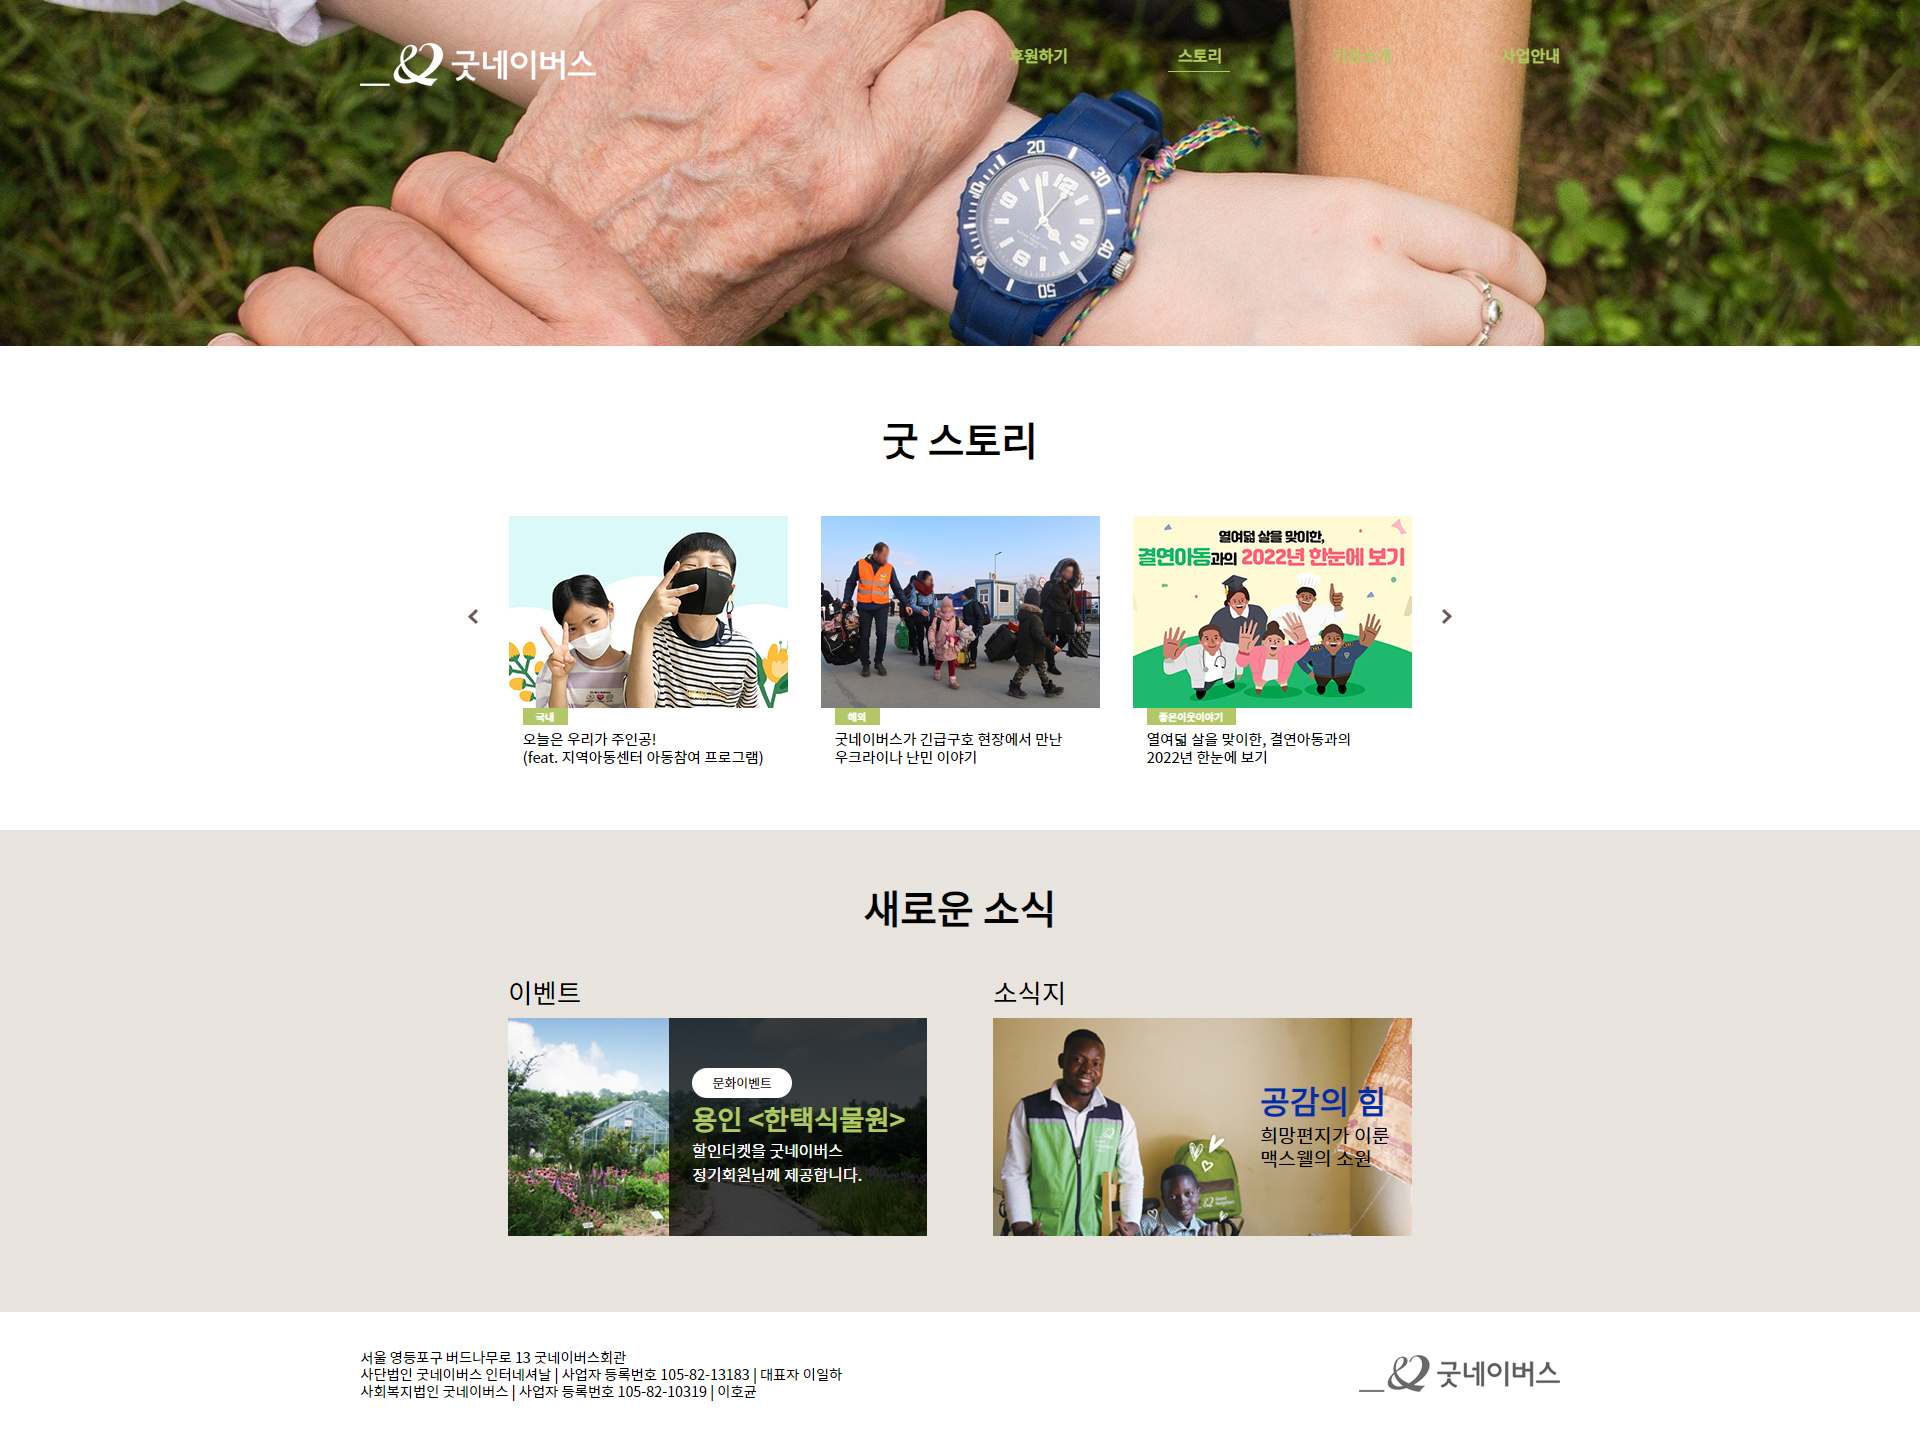 굿네이버스
후원하기
스토리
기관소개
사업안내
굿 스토리
열여덟 살을 맞이한,
결연아동과의 2022년 한눈에 보기
국내
오늘은 우리가 주인공!
(feat. 지역아동센터 아동참여 프로그램)
해외
굿네이버스가 긴급구호 현장에서 만난
우크라이나 난민 이야기
좋은이웃이야기
열여덟 살을 맞이한, 결연아동과의
2022년 한눈에 보기
새로운 소식
이벤트
문화이벤트
용인 <한택식물원>
할인티켓을 굿네이버스
정기회원님께 제공합니다.
소식지
공감의 힘
희망편지가 이룬
맥스웰의 소원
서울 영등포구 버드나무로 13 굿네이버스회관
사단법인 굿네이버스 인터네셔날 | 사업자 등록번호 105-82-13183 | 대표자 이일하
사회복지법인 굿네이버스 | 사업자 등록번호 105-82-10319 | 이호균
굿네이버스